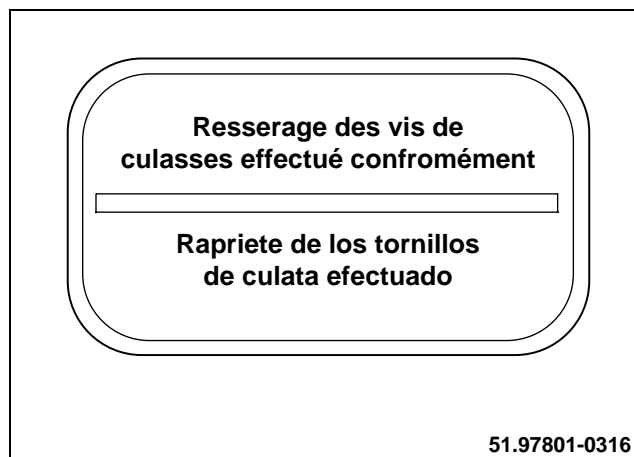 Resserage des vis de
culasses effectué confromément
Rapriete de los tornillos
de culata efectuado
51.97801-0316